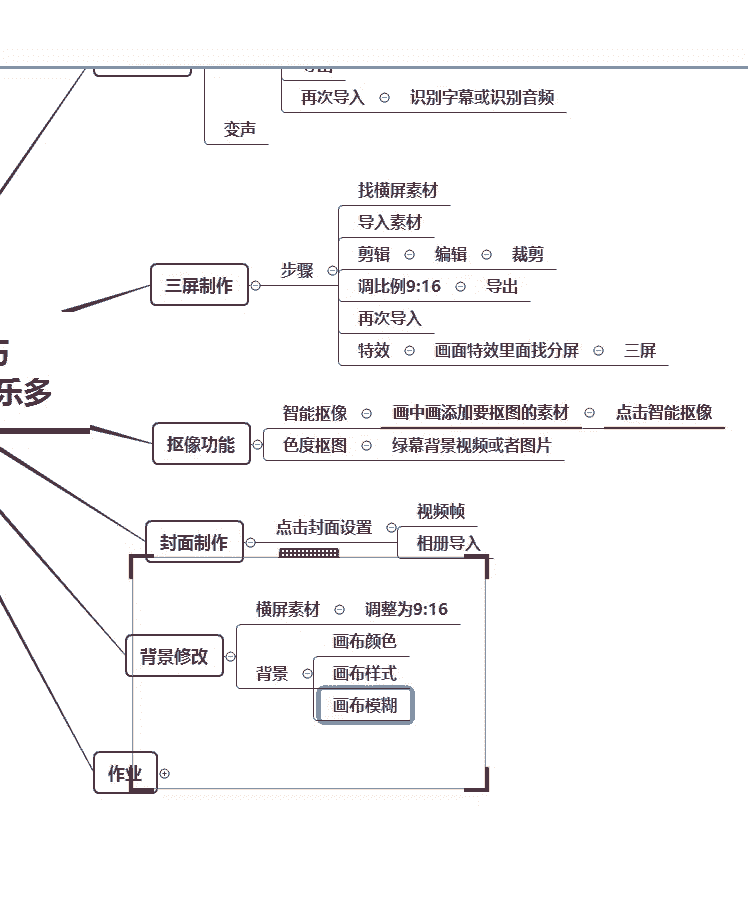 再次导入 识别字幕或识别音频
变声
找横屏素材
导入素材
剪辑 编辑 裁剪
步骤
三屏制作
调比例9:16 导出
再次导入
特效 画面特效里面找分屏 三屏
乐多
智能抠像 画中画添加要抠图的素材 点击智能抠像
抠像功能
色度抠图 绿幕背景视频或者图片
视频帧
点击封面设置
封面制作
相册导入
横屏素材 调整为9:16
画布颜色
背景修改
背景 画布样式
画布模糊
作业